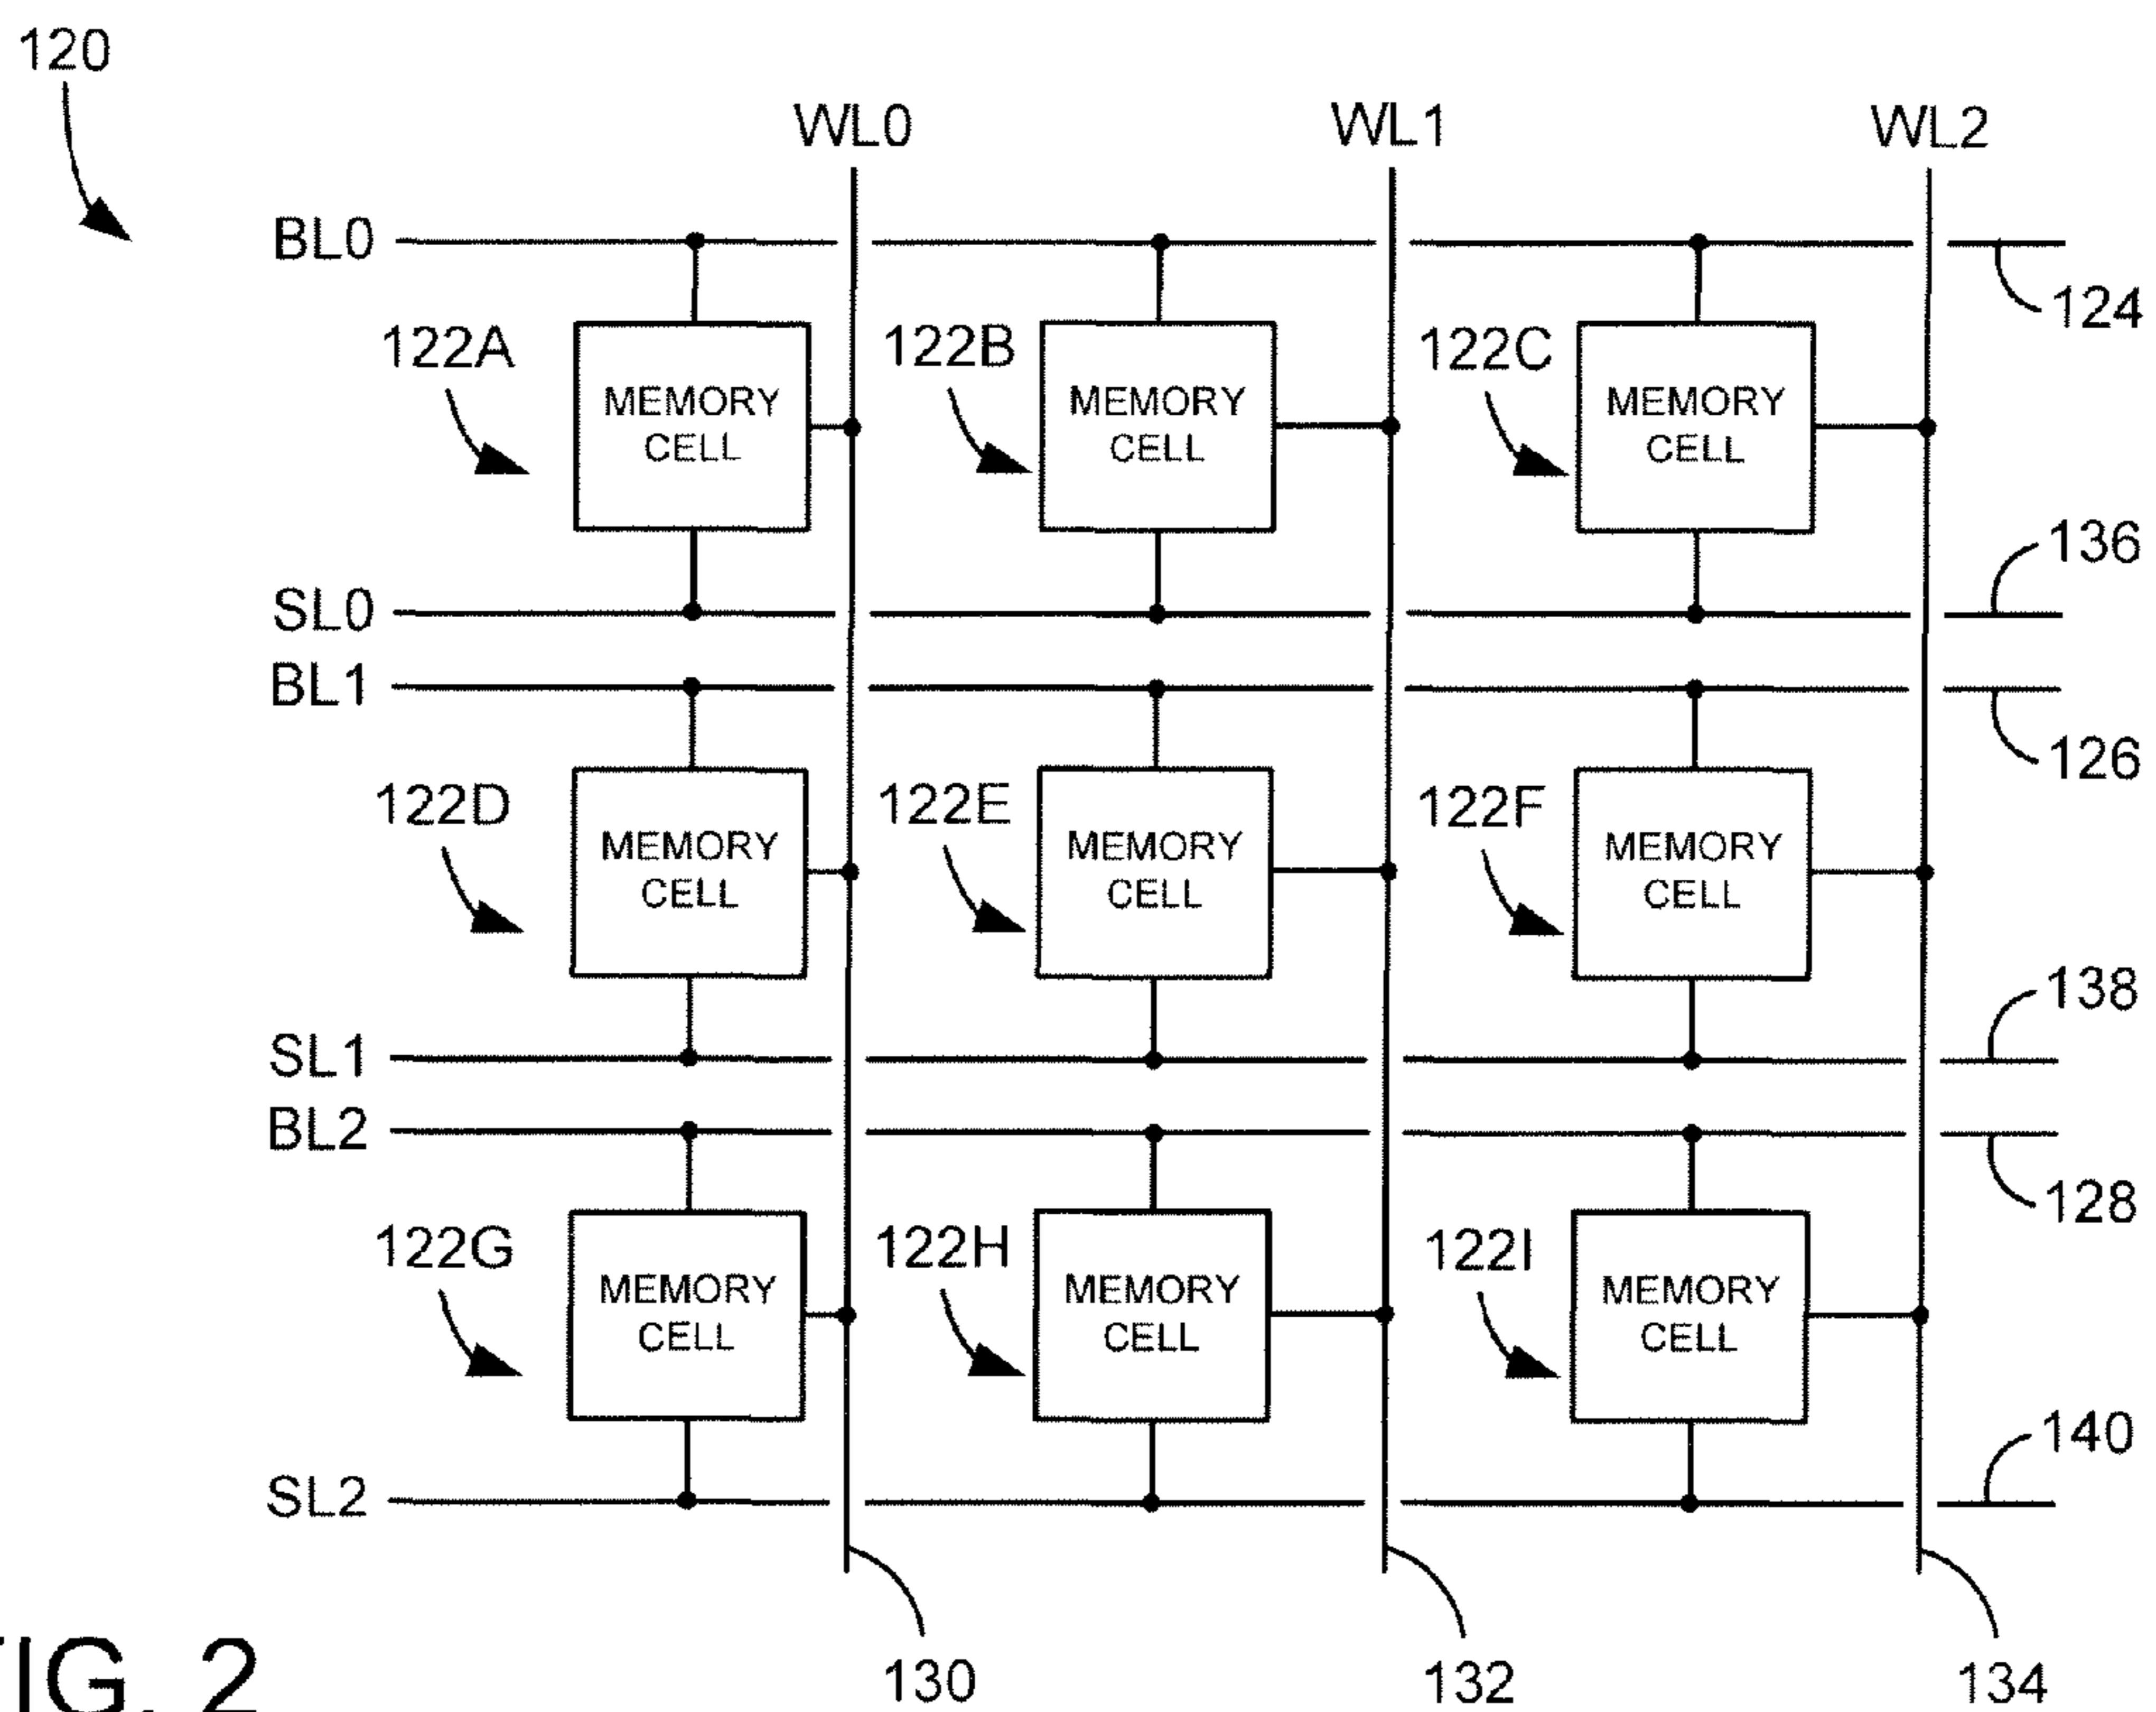 120
WL0 WL1 WL2
BL0
124
122A 122B 122C
MEMORY CELL MEMORY CELL MEMORY CELL
136
SL0
BL1
126
122D 122E 122F
MEMORY CELL MEMORY CELL MEMORY CELL
138
SL1
BL2
128
122G 122H 122I
MEMORY CELL MEMORY CELL MEMORY CELL
140
SL2
130 132 134
IG. 2